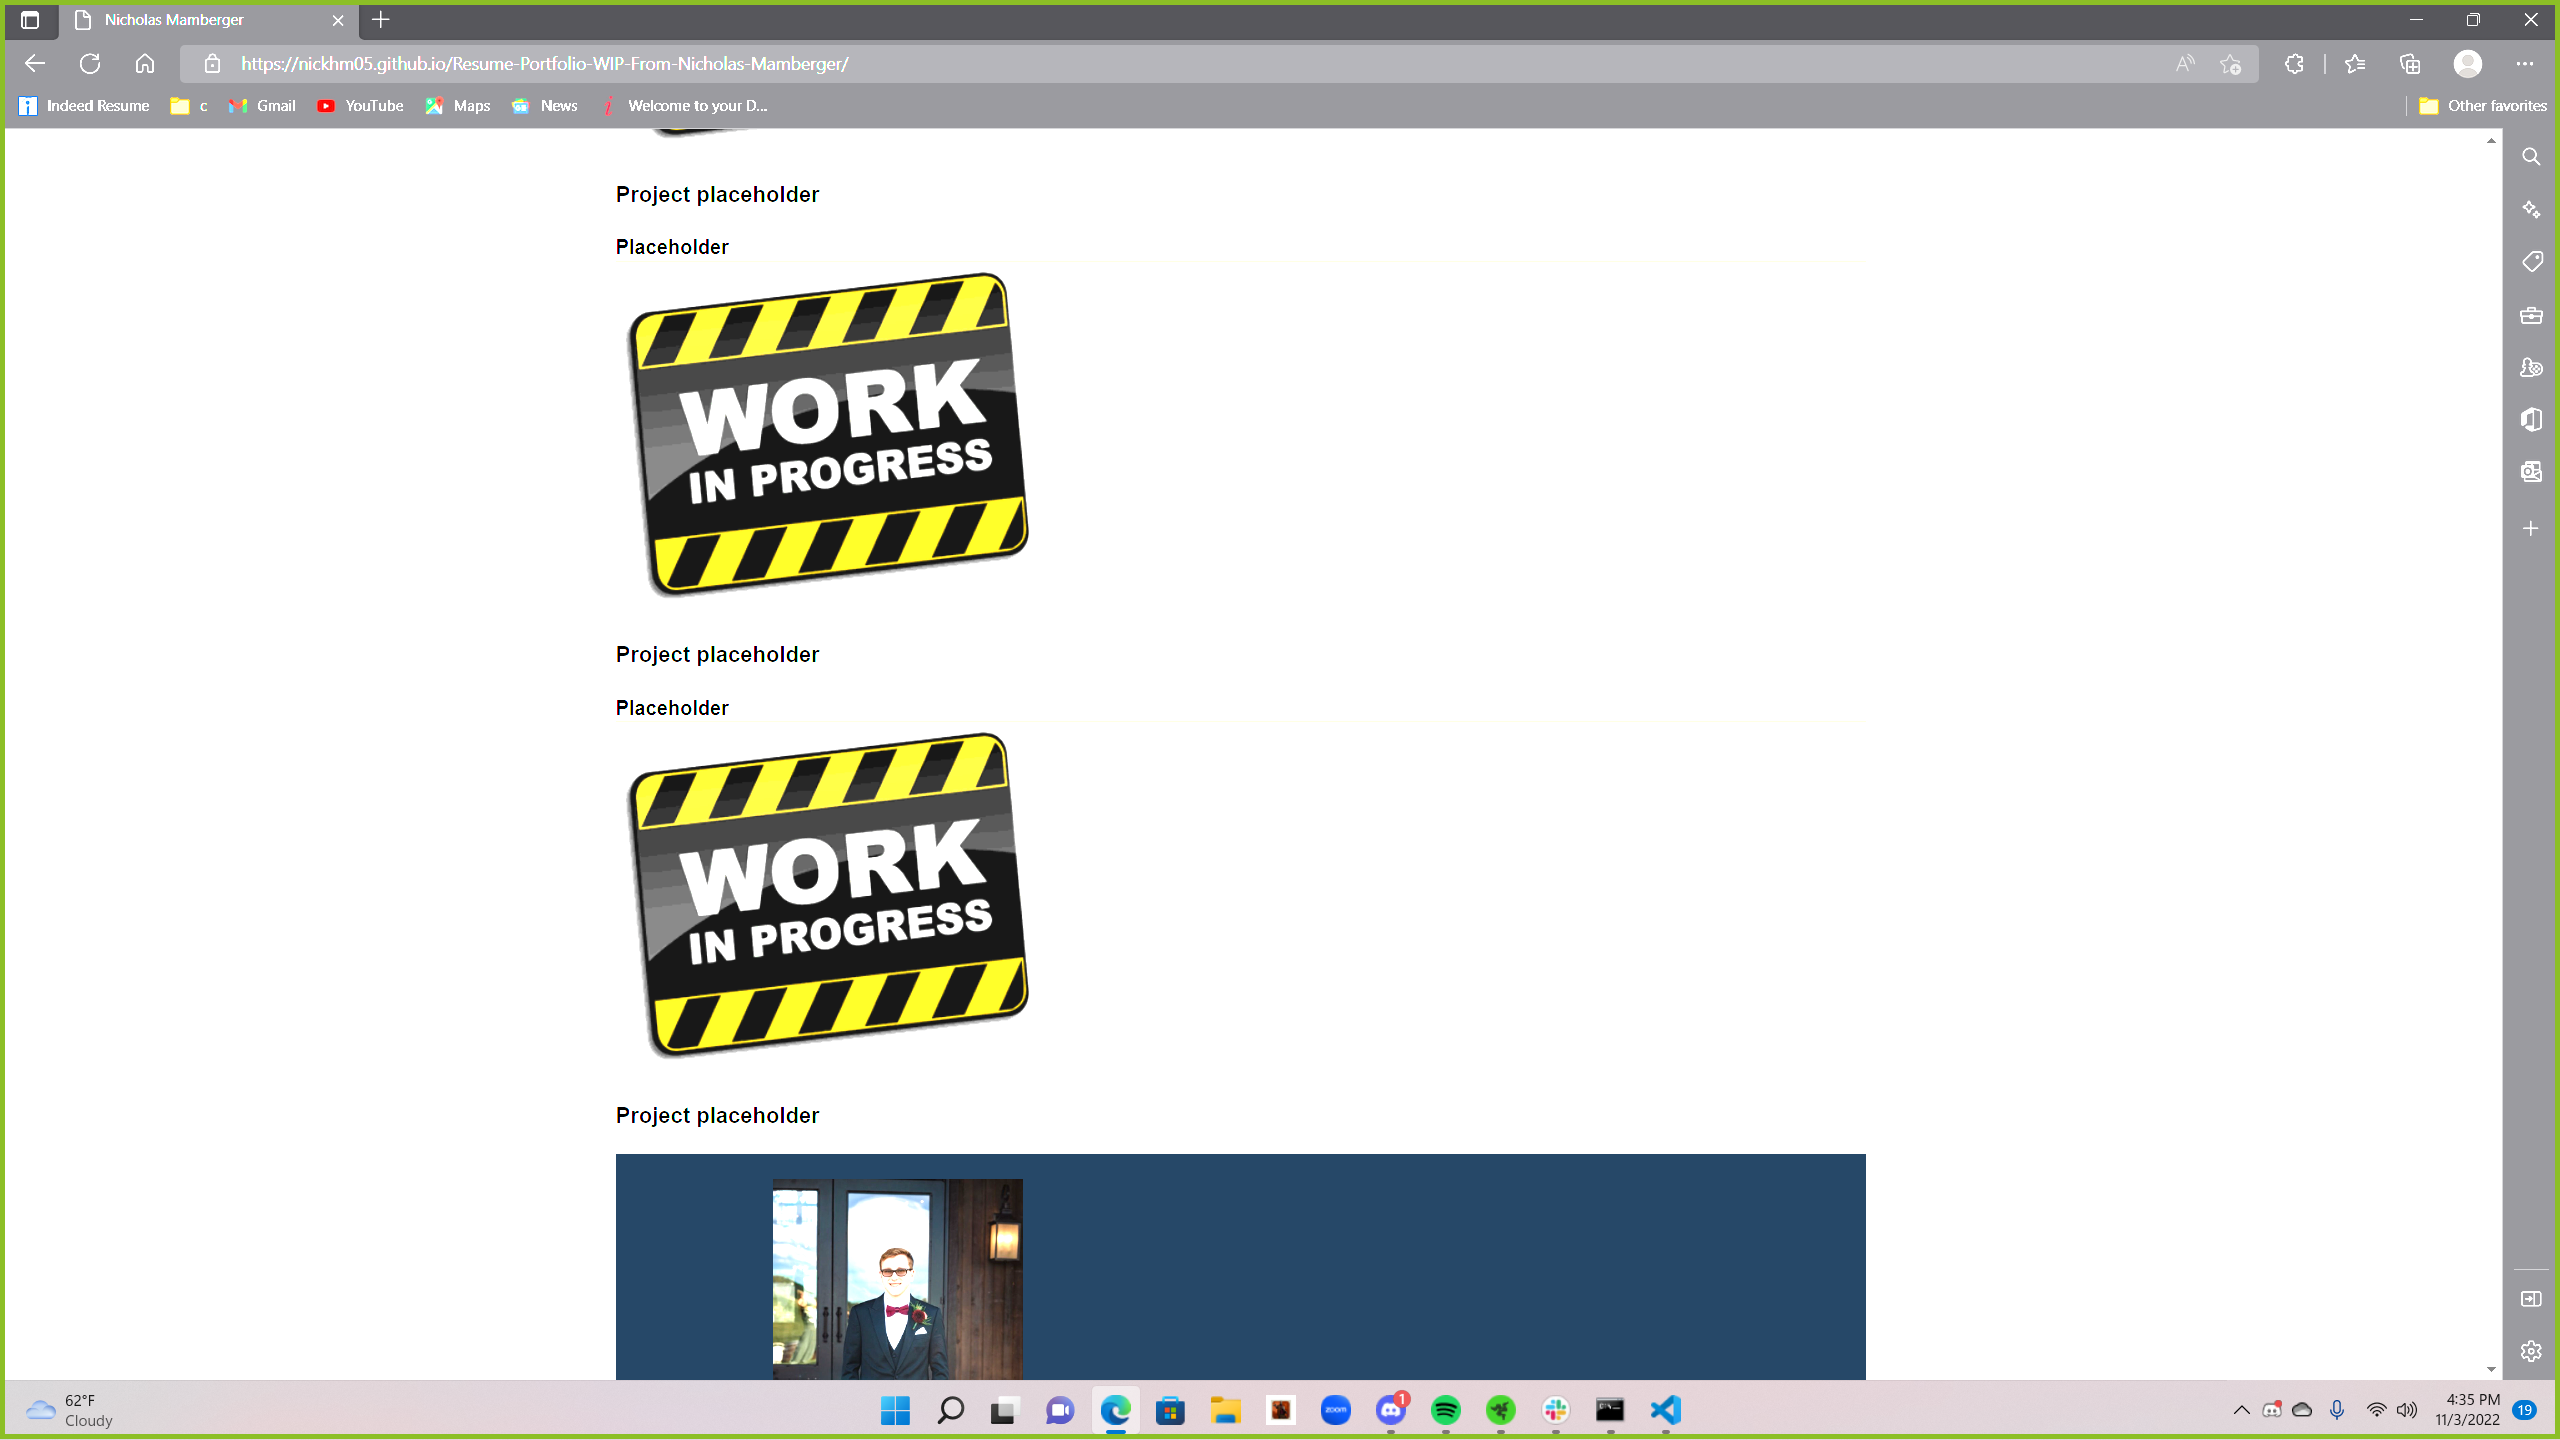 Nicholas Mamberger
https://nickhm05.github.io/Resume-Portfolio-WIP-From-Nicholas-Mamberger/
Indeed Resume c Gmail YouTube Maps News Welcome to your D... Other favorites
Project placeholder
Placeholder
WORK
IN PROGRESS
Project placeholder
Placeholder
WORK
IN PROGRESS
Project placeholder
62°F
Cloudy
zoom
1
4:35 PM
11/3/2022
19